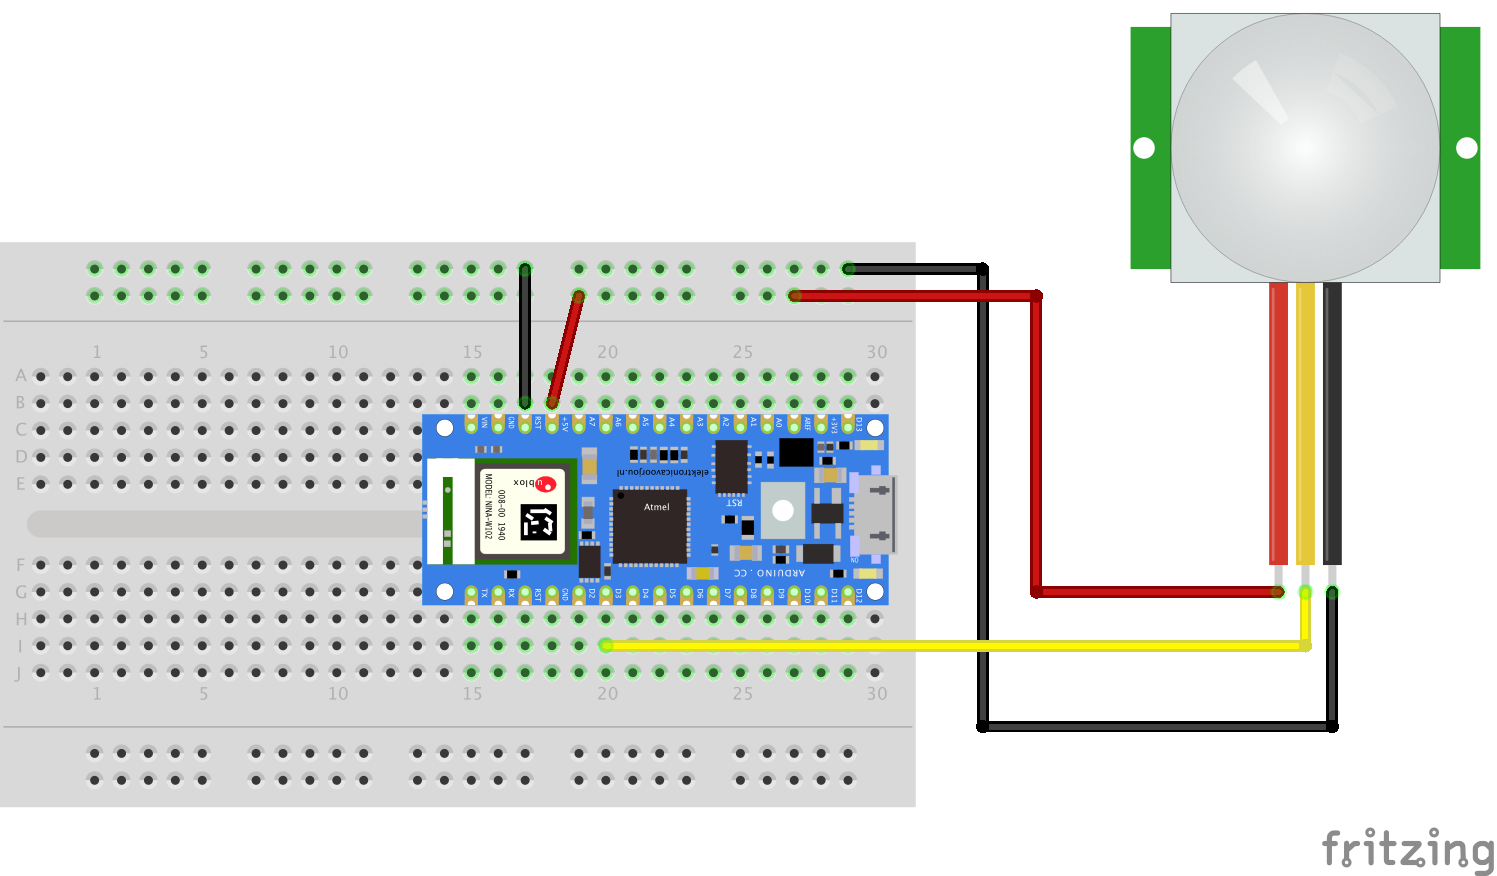 1 5 10 15 20 25 30
A
B
C
D
E
F
G
H
I
J
VIN GND RST +5V A7 A6 A5 A4 A3 A2 A1 A0 AREF +3V3 D13
elektronicavoorjou.nl
ublox
MODEL: NINA-W102
008-00 1940
Atmel
RST
ON
ARDUINO.CC
TX RX RST GND D2 D3 D4 D5 D6 D7 D8 D9 D10 D11 D12
1 5 10 15 20 25 30
fritzing